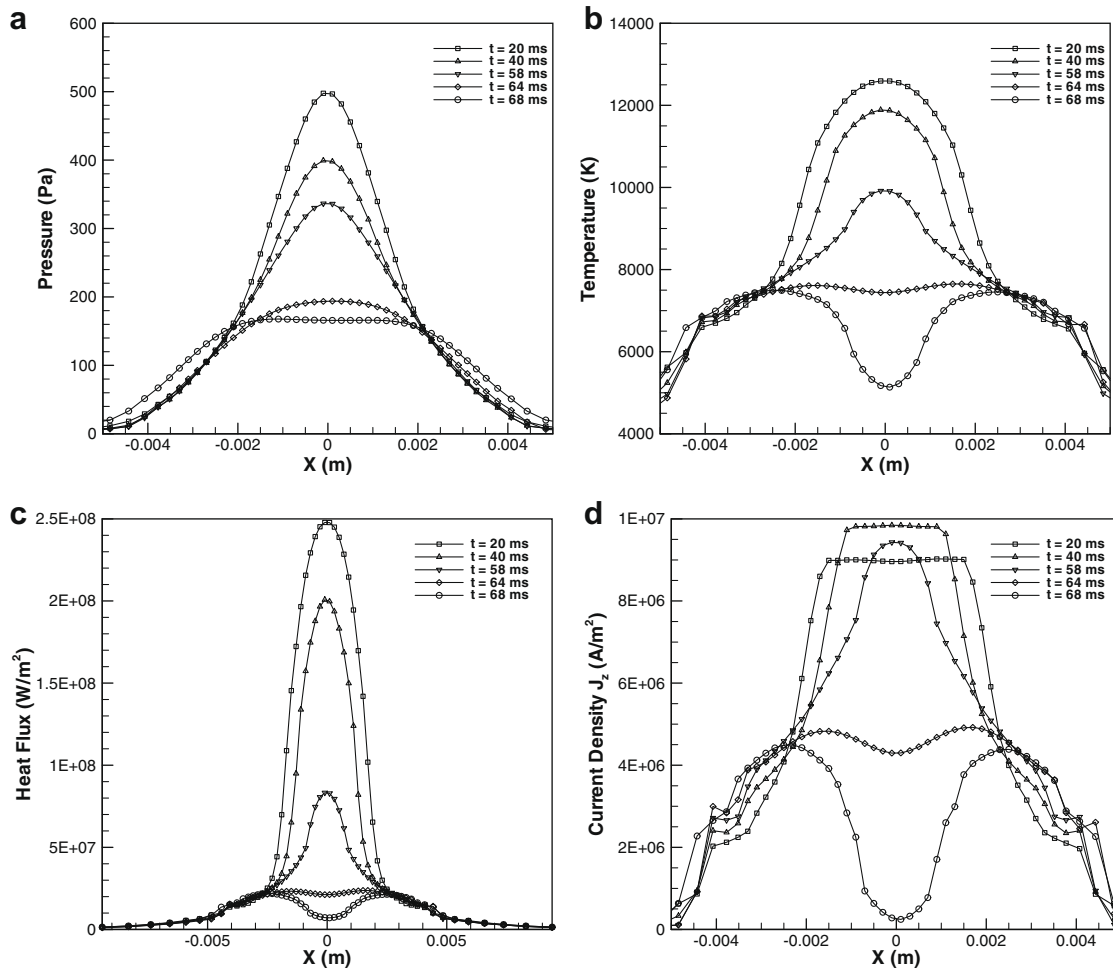 a
600
500
400
300
200
100
0
Pressure (Pa)
-0.004 -0.002 0 0.002 0.004
X (m)
t = 20 ms
t = 40 ms
t = 58 ms
t = 64 ms
t = 68 ms
b
14000
12000
10000
8000
6000
4000
Temperature (K)
-0.004 -0.002 0 0.002 0.004
X (m)
t = 20 ms
t = 40 ms
t = 58 ms
t = 64 ms
t = 68 ms
c
2.5E+08
2E+08
1.5E+08
1E+08
5E+07
0
Heat Flux (W/m²)
-0.005 0 0.005
X (m)
t = 20 ms
t = 40 ms
t = 58 ms
t = 64 ms
t = 68 ms
d
1E+07
8E+06
6E+06
4E+06
2E+06
0
Current Density J_z (A/m²)
-0.004 -0.002 0 0.002 0.004
X (m)
t = 20 ms
t = 40 ms
t = 58 ms
t = 64 ms
t = 68 ms